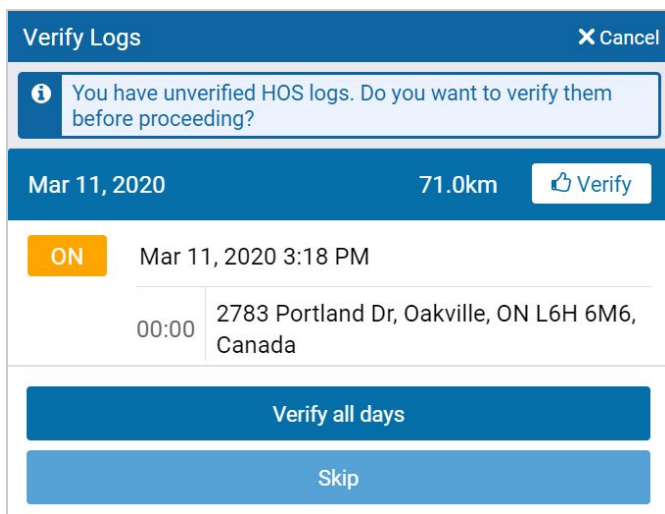 Verify Logs
Cancel
You have unverified HOS logs. Do you want to verify them
before proceeding?
Mar 11, 2020 71.0km Verify
ON Mar 11, 2020 3:18 PM
00:00 2783 Portland Dr, Oakville, ON L6H 6M6,
Canada
Verify all days
Skip